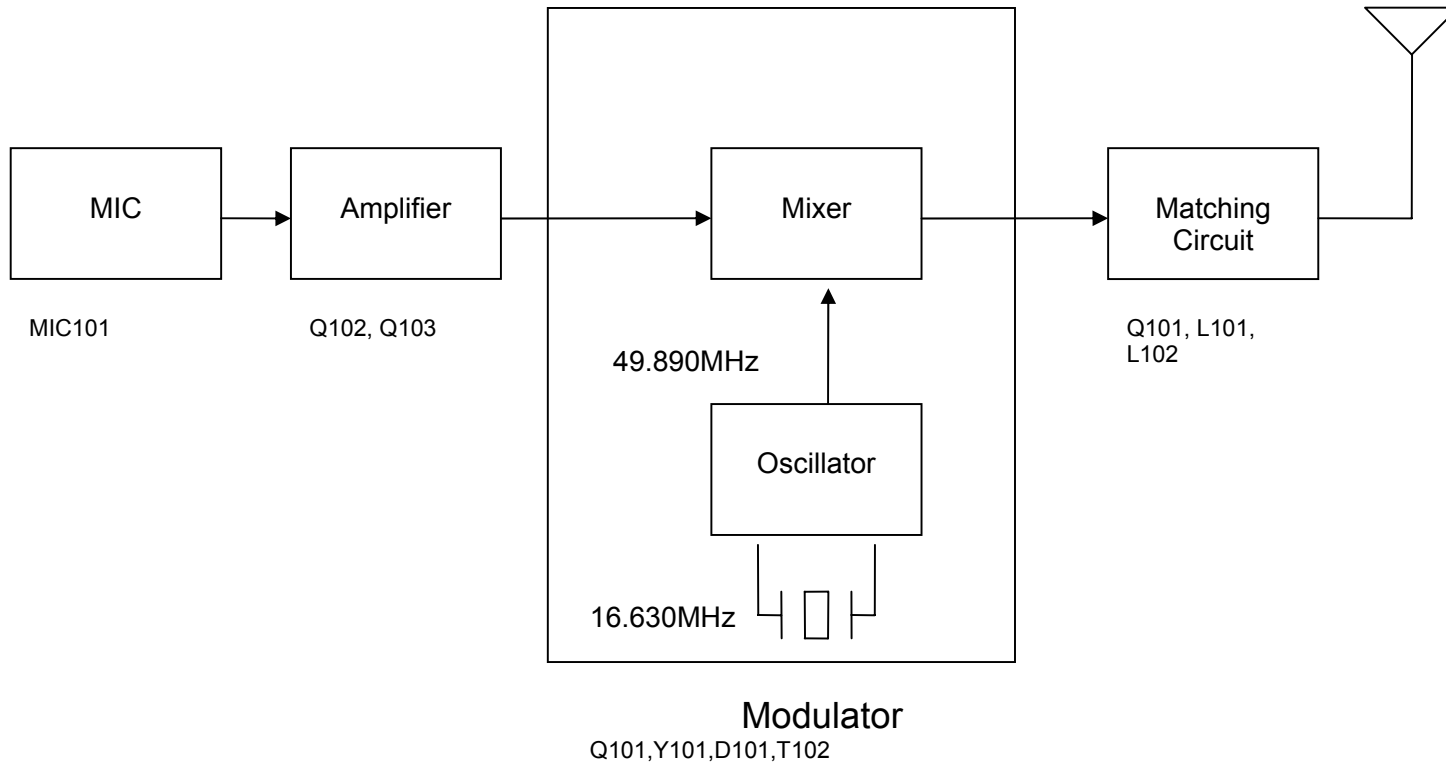 MIC
Amplifier
Mixer
Matching
Circuit
MIC101
Q102, Q103
Q101, L101,
L102
49.890MHz
Oscillator
16.630MHz
Modulator
Q101,Y101,D101,T102